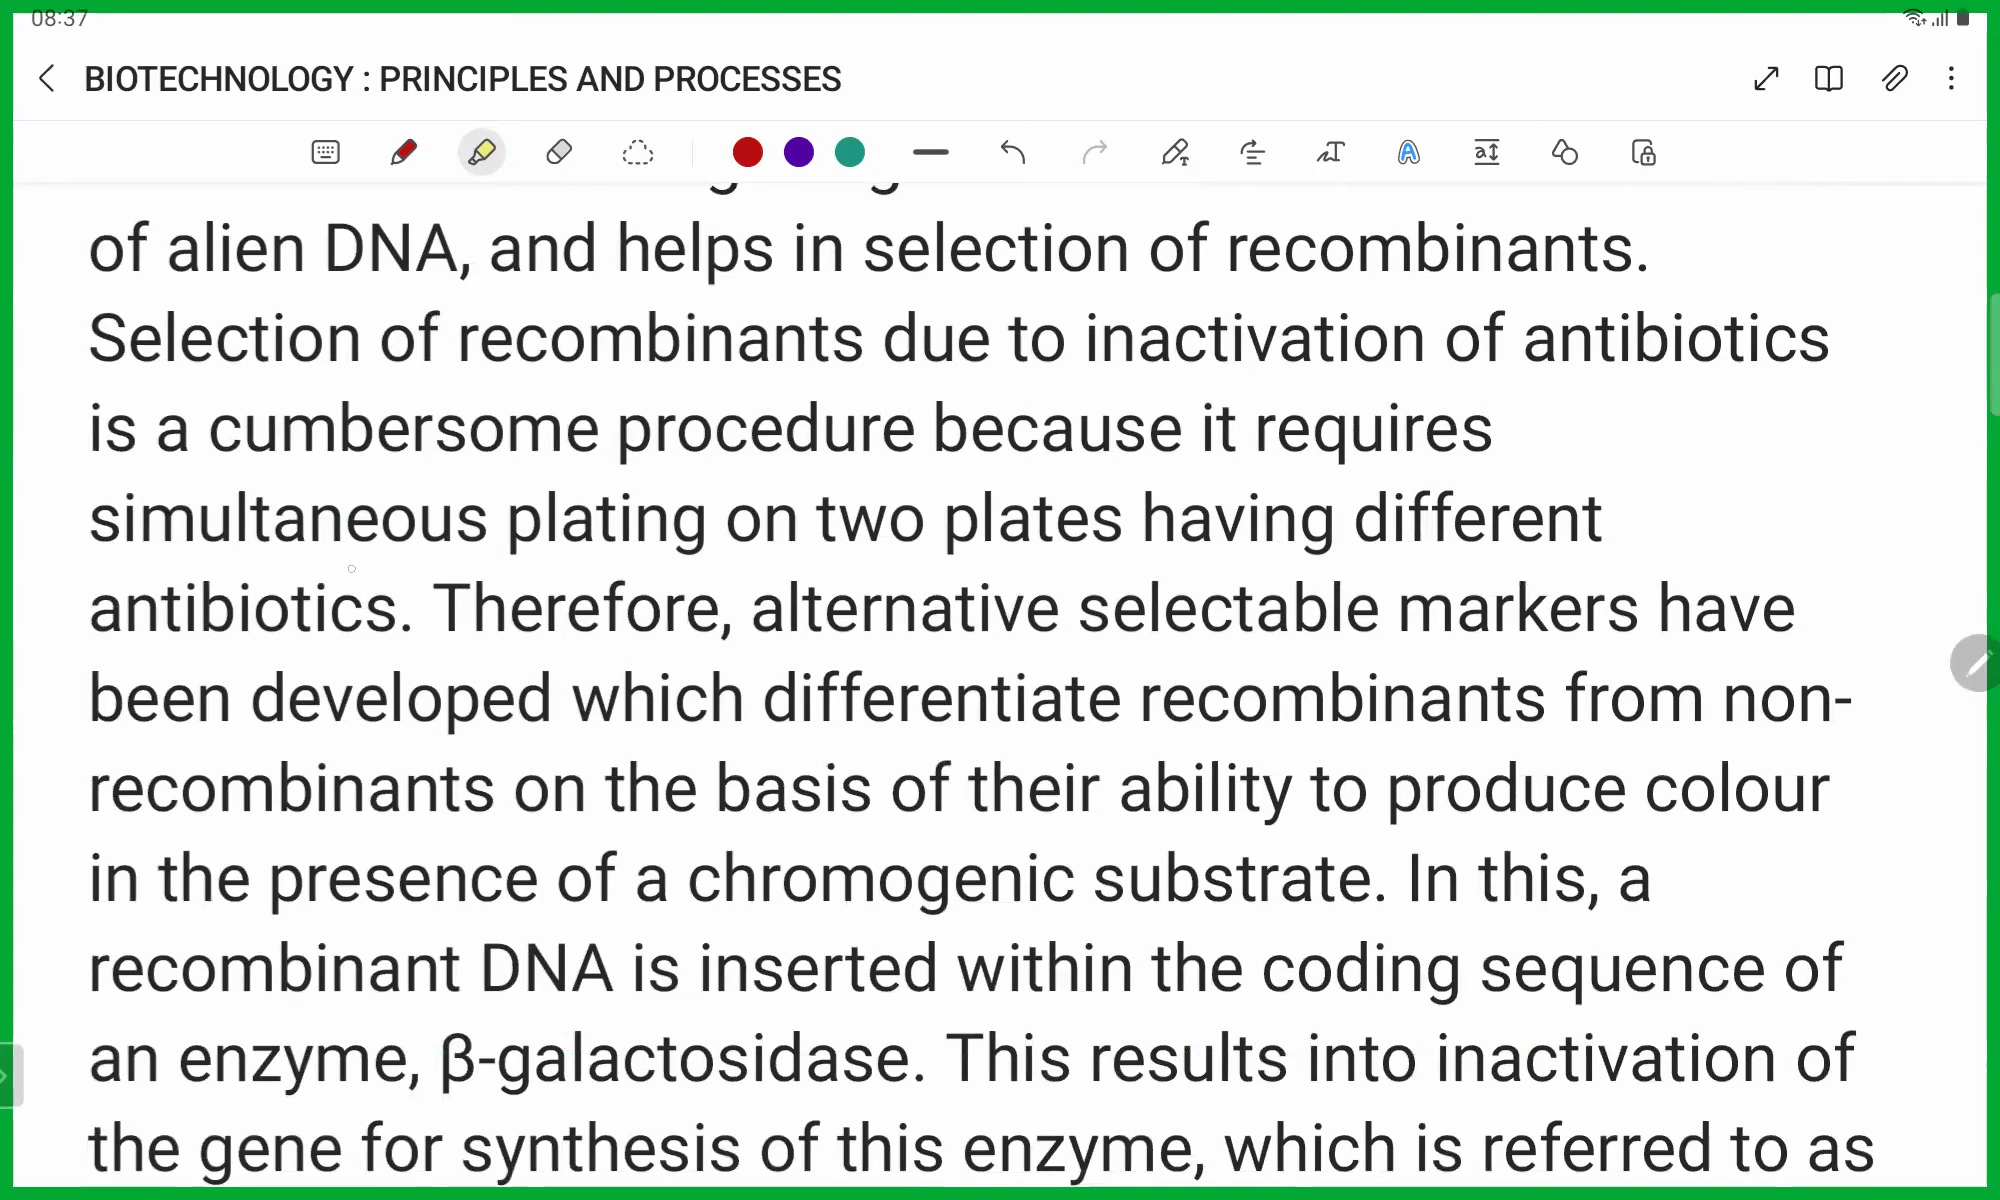 08:37
BIOTECHNOLOGY : PRINCIPLES AND PROCESSES
of alien DNA, and helps in selection of recombinants.
Selection of recombinants due to inactivation of antibiotics
is a cumbersome procedure because it requires
simultaneous plating on two plates having different
antibiotics. Therefore, alternative selectable markers have
been developed which differentiate recombinants from non-
recombinants on the basis of their ability to produce colour
in the presence of a chromogenic substrate. In this, a
recombinant DNA is inserted within the coding sequence of
an enzyme, β-galactosidase. This results into inactivation of
the gene for synthesis of this enzyme, which is referred to as